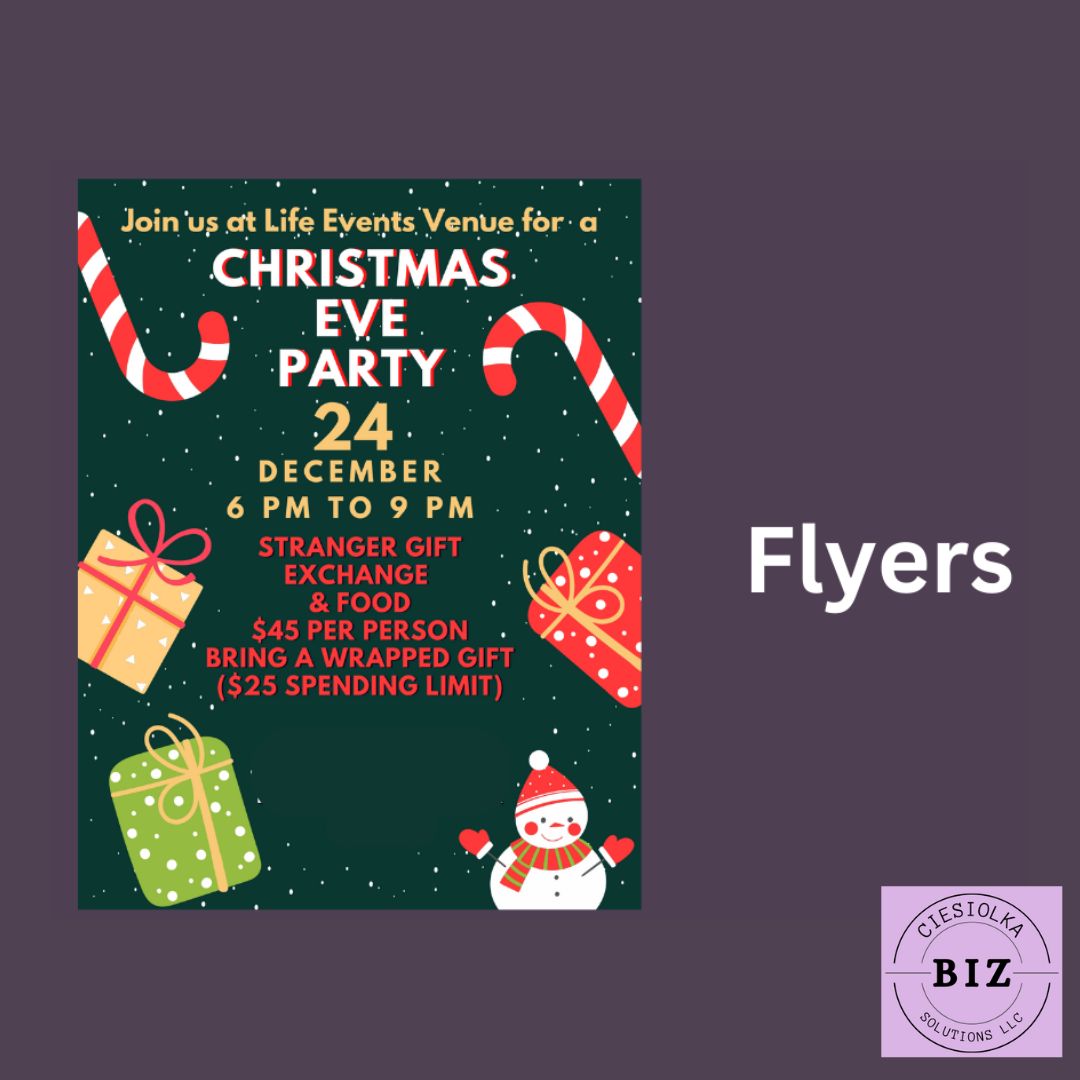 Join us at Life Events Venue for a
CHRISTMAS
EVE
PARTY
24
DECEMBER
6 PM TO 9 PM
STRANGER GIFT
EXCHANGE
& FOOD
$45 PER PERSON
BRING A WRAPPED GIFT
($25 SPENDING LIMIT)
Flyers
CIESIOLKA
BIZ
SOLUTIONS LLC